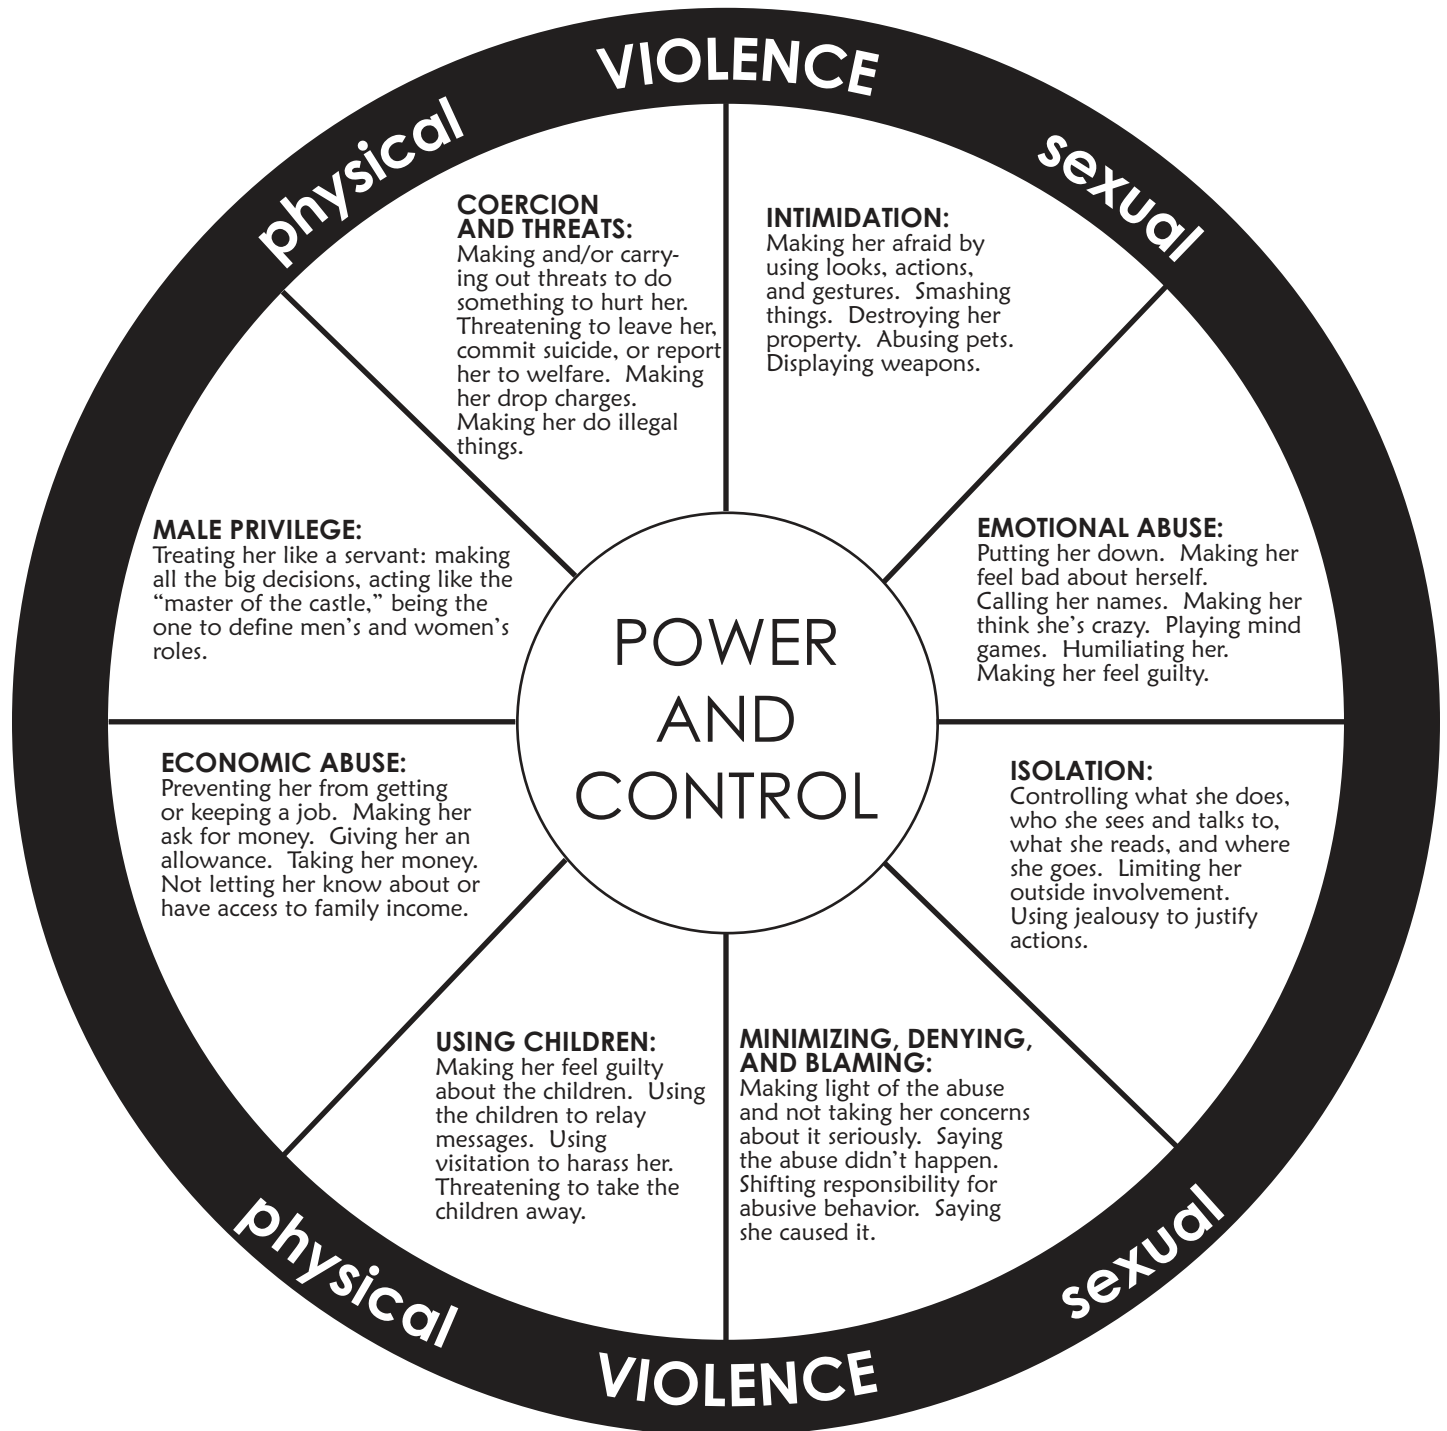 VIOLENCE
physical
sexual
COERCION
AND THREATS:
Making and/or carry-
ing out threats to do
something to hurt her.
Threatening to leave her,
commit suicide, or report
her to welfare. Making
her drop charges.
Making her do illegal
things.
INTIMIDATION:
Making her afraid by
using looks, actions,
and gestures. Smashing
things. Destroying her
property. Abusing pets.
Displaying weapons.
MALE PRIVILEGE:
Treating her like a servant: making
all the big decisions, acting like the
“master of the castle,” being the
one to define men’s and women’s
roles.
EMOTIONAL ABUSE:
Putting her down. Making her
feel bad about herself.
Calling her names. Making her
think she’s crazy. Playing mind
games. Humiliating her.
Making her feel guilty.
POWER
AND
CONTROL
ECONOMIC ABUSE:
Preventing her from getting
or keeping a job. Making her
ask for money. Giving her an
allowance. Taking her money.
Not letting her know about or
have access to family income.
ISOLATION:
Controlling what she does,
who she sees and talks to,
what she reads, and where
she goes. Limiting her
outside involvement.
Using jealousy to justify
actions.
USING CHILDREN:
Making her feel guilty
about the children. Using
the children to relay
messages. Using
visitation to harass her.
Threatening to take the
children away.
MINIMIZING, DENYING,
AND BLAMING:
Making light of the abuse
and not taking her concerns
about it seriously. Saying
the abuse didn’t happen.
Shifting responsibility for
abusive behavior. Saying
she caused it.
physical
sexual
VIOLENCE